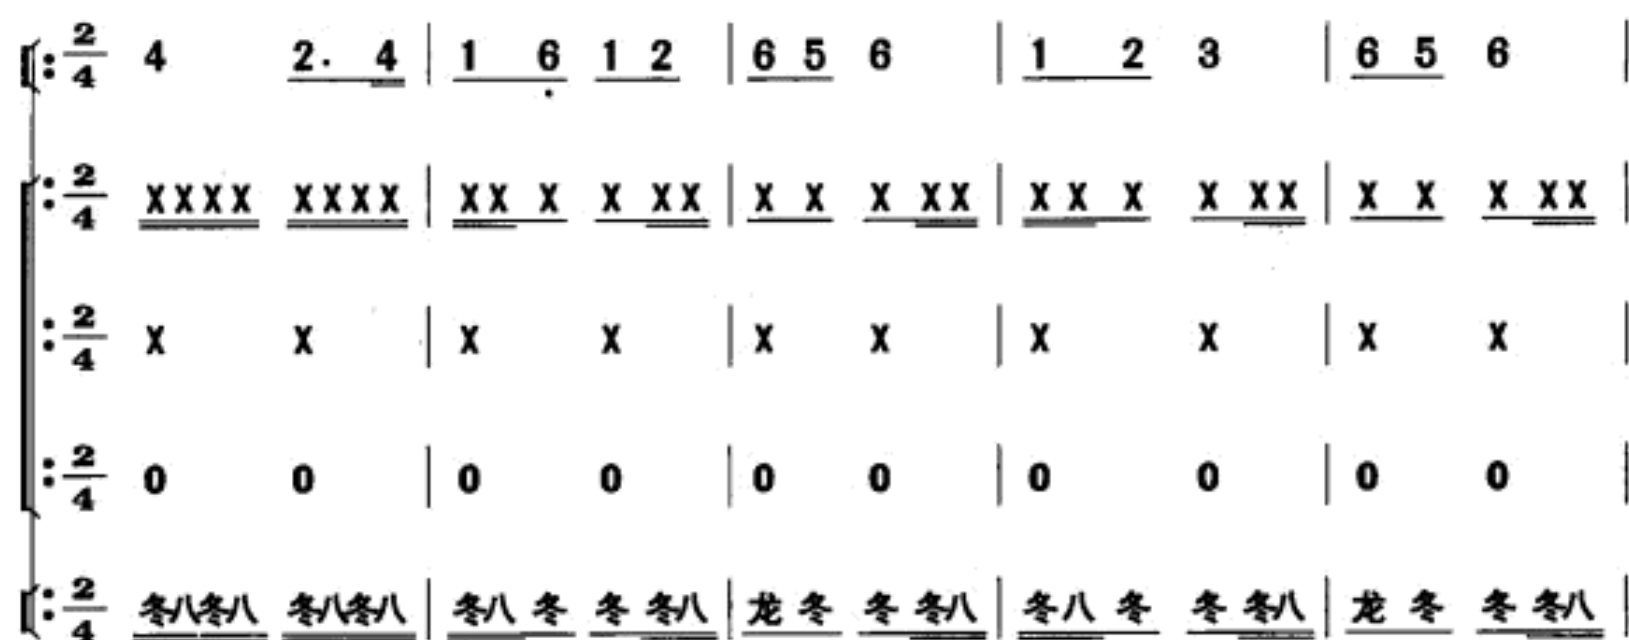 2/4 4 2. 4 | 1 6 1 2 | 6 5 6 | 1 2 3 | 6 5 6 |
2/4 XXXX XXXX | XX X X XX | X X X XX | X X X X XX | X X X XX |
2/4 X X | X X | X X | X X | X X |
2/4 0 0 | 0 0 | 0 0 | 0 0 | 0 0 |
2/4 冬八冬八 冬八冬八 | 冬八 冬 冬 冬八 | 龙 冬 冬 冬八 | 冬八 冬 冬 冬八 | 龙 冬 冬 冬八 |